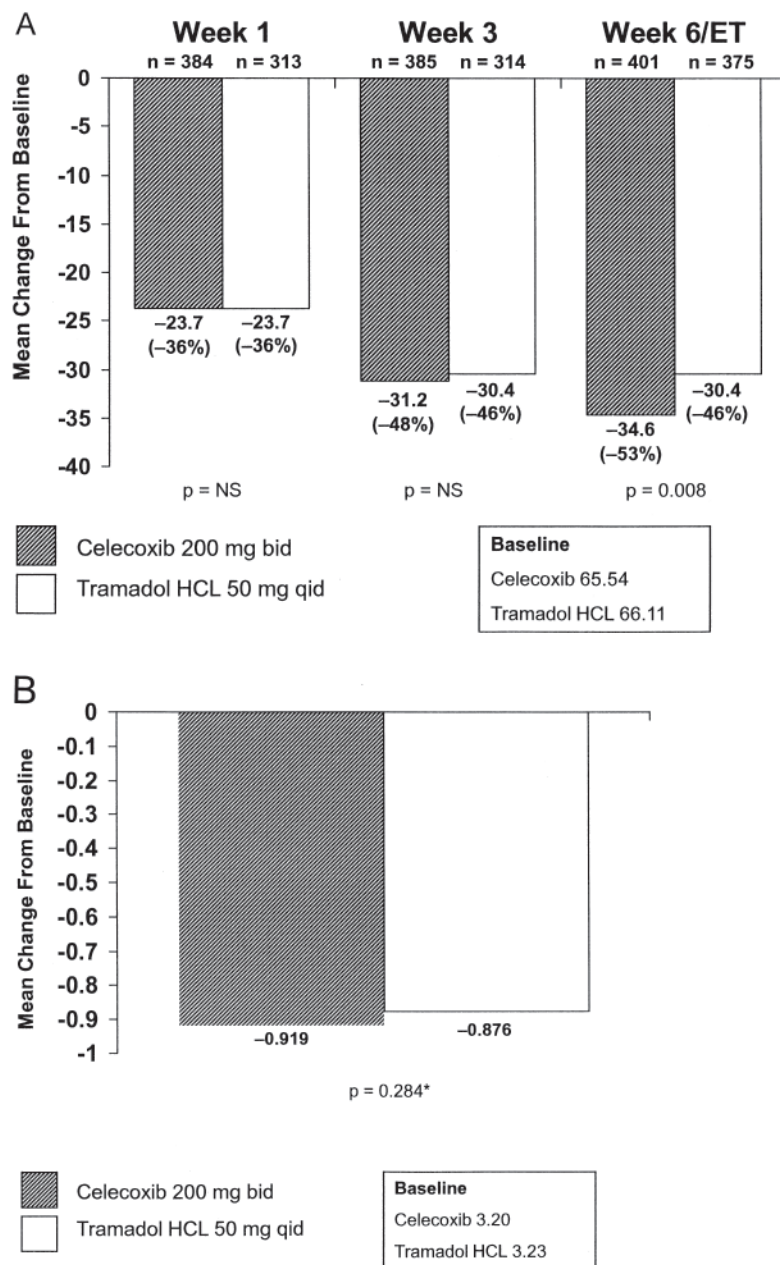 A
Week 1 Week 3 Week 6/ET
n = 384 n = 313 n = 385 n = 314 n = 401 n = 375
Mean Change From Baseline
0
-5
-10
-15
-20
-25
-30
-35
-40
–23.7 –23.7
(–36%) (–36%)
–31.2 –30.4
(–48%) (–46%)
–34.6 –30.4
(–53%) (–46%)
p = NS p = NS p = 0.008
Celecoxib 200 mg bid
Tramadol HCL 50 mg qid
Baseline
Celecoxib 65.54
Tramadol HCL 66.11
B
Mean Change From Baseline
0
-0.1
-0.2
-0.3
-0.4
-0.5
-0.6
-0.7
-0.8
-0.9
-1
–0.919 –0.876
p = 0.284*
Celecoxib 200 mg bid
Tramadol HCL 50 mg qid
Baseline
Celecoxib 3.20
Tramadol HCL 3.23